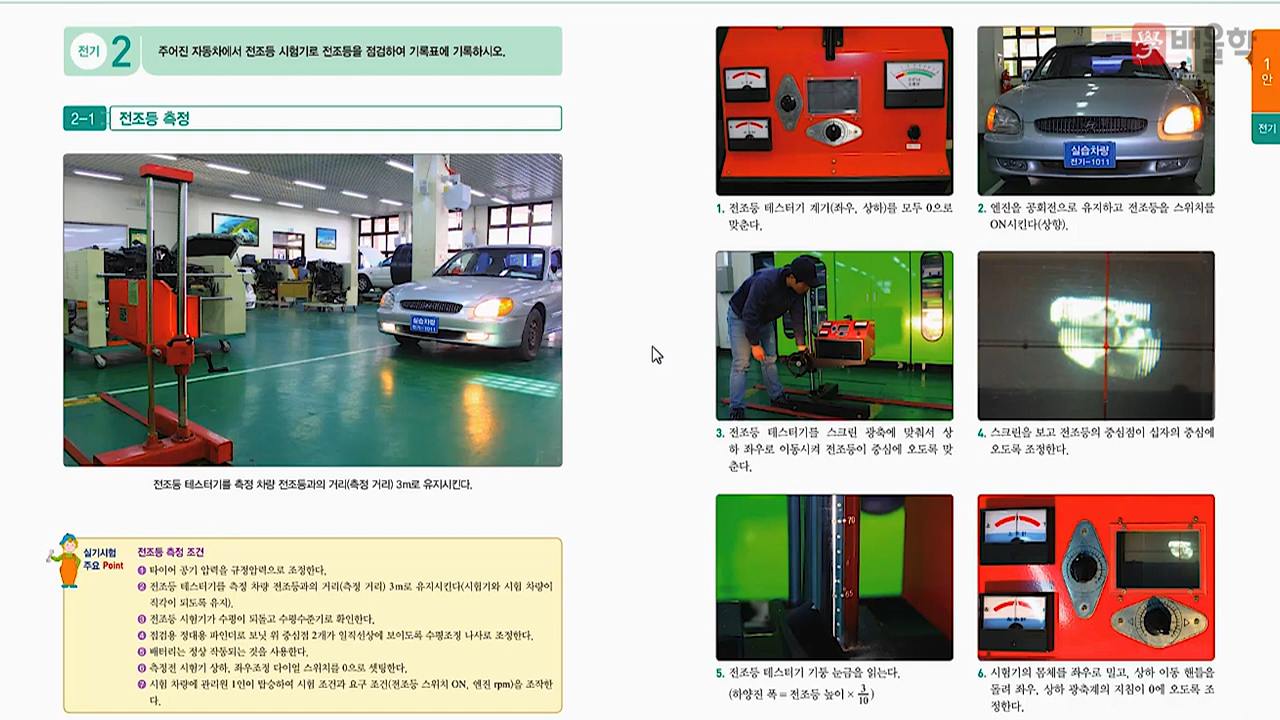 전기 2
주어진 자동차에서 전조등 시험기로 전조등을 점검하여 기록표에 기록하시오.
2-1 전조등 측정
실습차량
전기-1011
전조등 테스터기를 측정 차량 전조등과의 거리(측정 거리) 3m로 유지시킨다.
실기시험
주요 Point
전조등 측정 조건
❶ 타이어 공기 압력을 규정압력으로 조정한다.
❷ 전조등 테스터기를 측정 차량 전조등과의 거리(측정 거리) 3m로 유지시킨다(시험기와 시험 차량이
직각이 되도록 유지).
❸ 전조등 시험기가 수평이 되돌고 수평수준기로 확인한다.
❹ 점검용 정대용 파인더로 보닛 위 중심점 2개가 일직선상에 보이도록 수평조정 나사로 조정한다.
❺ 배터리는 정상 작동되는 것을 사용한다.
❻ 측정전 시험기 상하, 좌우조정 다이얼 스위치를 0으로 셋팅한다.
❼ 시험 차량에 관리원 1인이 탑승하여 시험 조건과 요구 조건(전조등 스위치 ON, 엔진 rpm)을 조작한
다.
배울학
1
안
전기
1. 전조등 테스터기 계기(좌우, 상하)를 모두 0으로
맞춘다.
실습차량
전기-1011
2. 엔진을 공회전으로 유지하고 전조등을 스위치를
ON시킨다(상향).
3. 전조등 테스터기를 스크린 광축에 맞춰서 상
하 좌우로 이동시켜 전조등이 중심에 오도록 맞
춘다.
4. 스크린을 보고 전조등의 중심점이 십자의 중심에
오도록 조정한다.
70
65
5. 전조등 테스터기 기둥 눈금을 읽는다.
(하양진 폭 = 전조등 높이 × 3/10)
6. 시험기의 몸체를 좌우로 밀고, 상하 이동 핸들을
돌려 좌우, 상하 광축계의 지침이 0에 오도록 조
정한다.